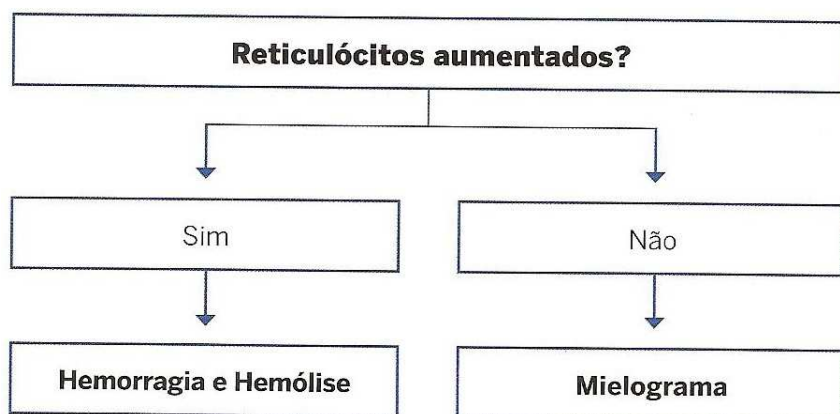 Reticulócitos aumentados?
Sim
Não
Hemorragia e Hemólise
Mielograma